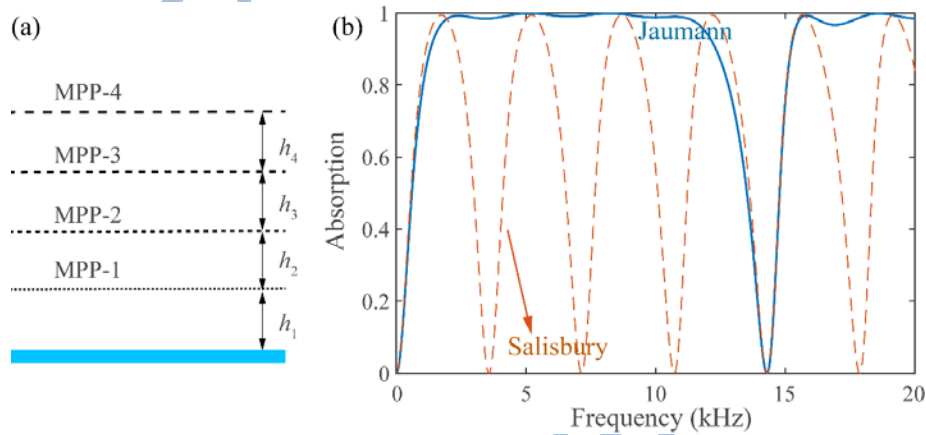 (a)
MPP-4
h4
MPP-3
h3
MPP-2
h2
MPP-1
h1
(b)
Absorption
1
0.8
0.6
0.4
0.2
0
Jaumann
Salisbury
0 5 10 15 20
Frequency (kHz)